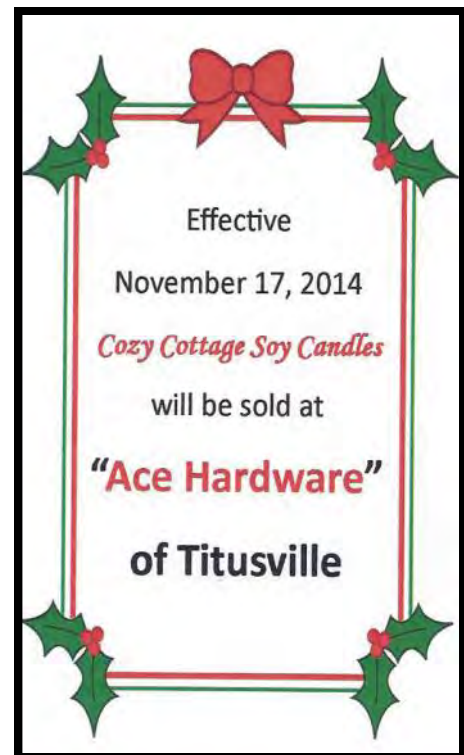 Effective
November 17, 2014
Cozy Cottage Soy Candles
will be sold at
“Ace Hardware”
of Titusville